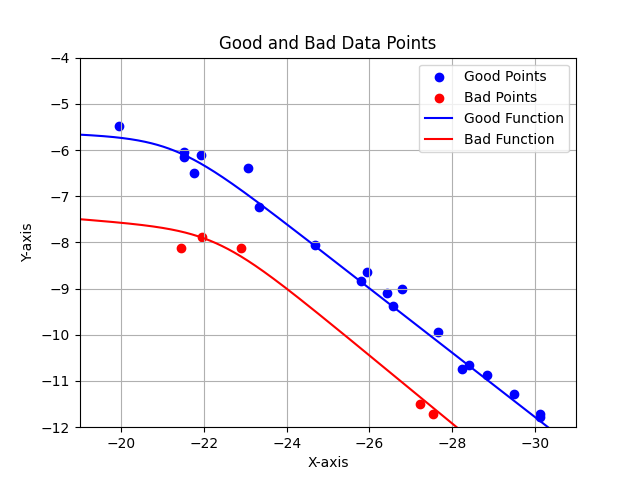 Good and Bad Data Points
Good Points
Bad Points
Good Function
Bad Function
−4
−5
−6
−7
−8
−9
−10
−11
−12
Y-axis
−20
−22
−24
−26
−28
−30
X-axis